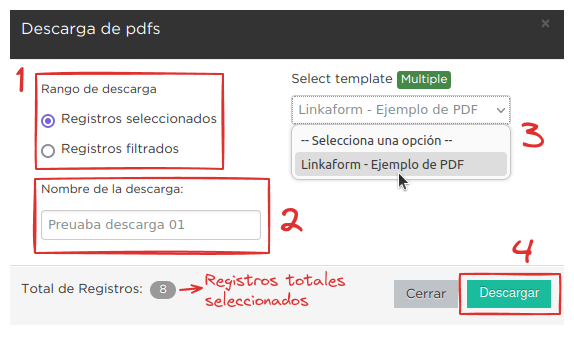 Descarga de pdfs ×
1
Rango de descarga
Registros seleccionados
Registros filtrados
Select template Multiple
Linkaform - Ejemplo de PDF
-- Selecciona una opción --
Linkaform - Ejemplo de PDF
3
Nombre de la descarga:
Preuaba descarga 01
2
4
Total de Registros: 8
Registros totales
seleccionados
Cerrar
Descargar